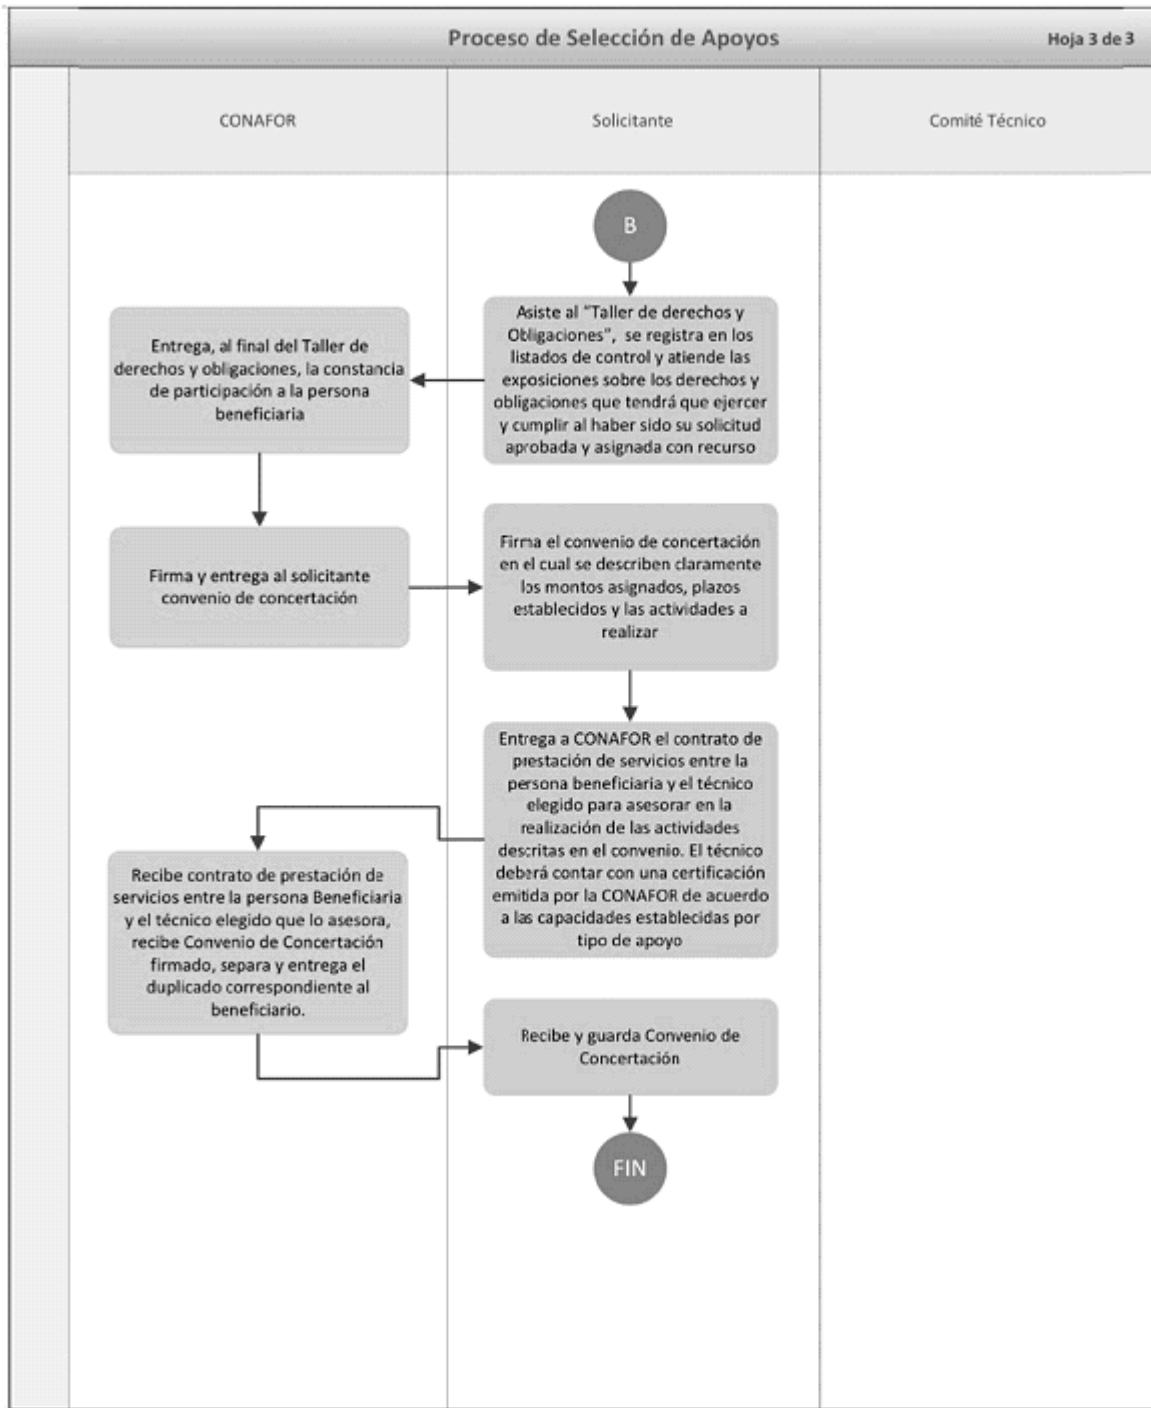 Proceso de Selección de Apoyos
Hoja 3 de 3
CONAFOR
Solicitante
Comité Técnico
B
Asiste al "Taller de derechos y
Obligaciones", se registra en los
listados de control y atiende las
exposiciones sobre los derechos y
obligaciones que tendrá que ejercer
y cumplir al haber sido su solicitud
aprobada y asignada con recurso
Entrega, al final del Taller de
derechos y obligaciones, la constancia
de participación a la persona
beneficiaria
Firma y entrega al solicitante
convenio de concertación
Firma el convenio de concertación
en el cual se describen claramente
los montos asignados, plazos
establecidos y las actividades a
realizar
Entrega a CONAFOR el contrato de
prestación de servicios entre la
persona beneficiaria y el técnico
elegido para asesorar en la
realización de las actividades
descritas en el convenio. El técnico
deberá contar con una certificación
emitida por la CONAFOR de acuerdo
a las capacidades establecidas por
tipo de apoyo
Recibe contrato de prestación de
servicios entre la persona Beneficiaria
y el técnico elegido que lo asesora,
recibe Convenio de Concertación
firmado, separa y entrega el
duplicado correspondiente al
beneficiario.
Recibe y guarda Convenio de
Concertación
FIN